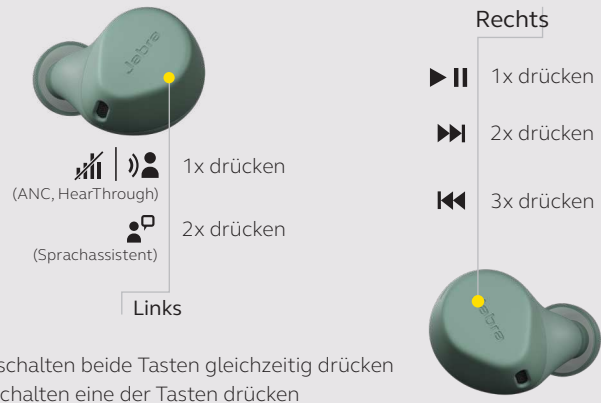 Rechts
Jabra
1x drücken
2x drücken
3x drücken
1x drücken
(ANC, HearThrough)
2x drücken
(Sprachassistent)
Links
Jabra
schalten beide Tasten gleichzeitig drücken
chalten eine der Tasten drücken